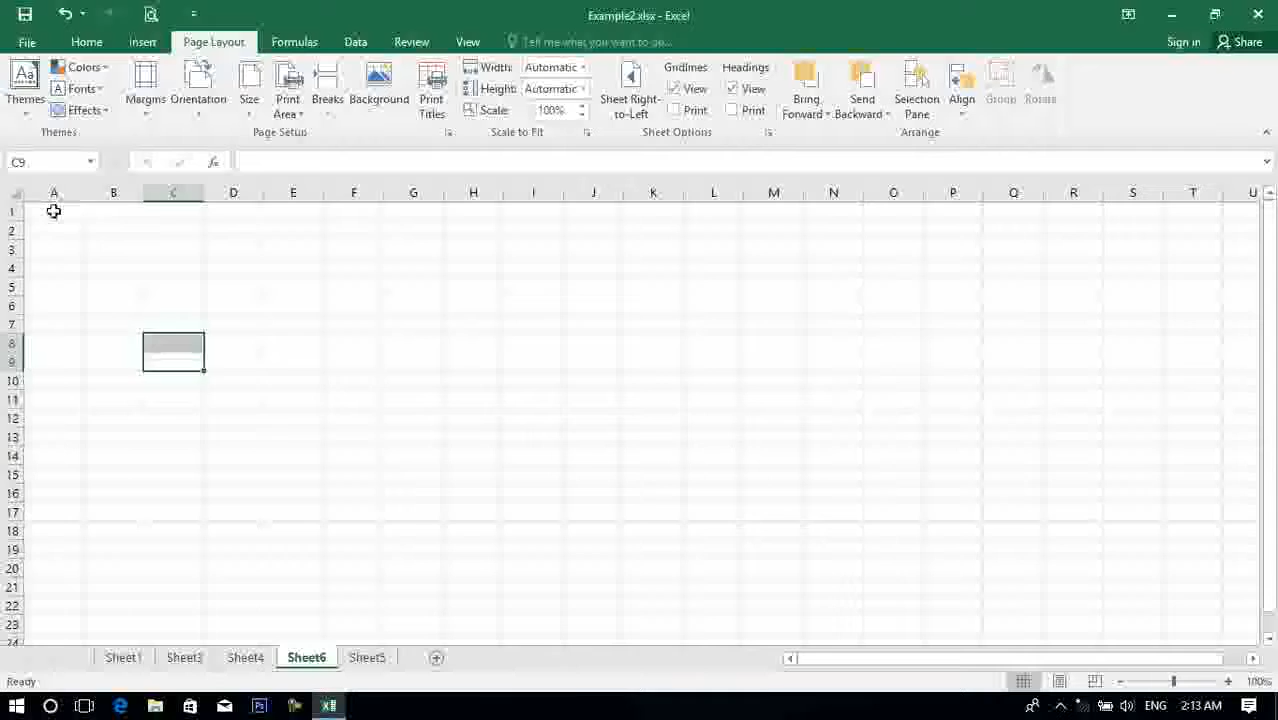 Example2.xlsx - Excel
File Home Insert Page Layout Formulas Data Review View Tell me what you want to do... Sign in Share
Colors Width: Automatic Gridlines Headings
Fonts Height: Automatic View View
Themes Effects Margins Orientation Size Print Area Breaks Background Print Titles Scale: 100% Sheet Right-to-Left Print Print Bring Forward Send Backward Selection Pane Align Group Rotate
Themes Page Setup Scale to Fit Sheet Options Arrange
C9 fx
A B C D E F G H I J K L M N O P Q R S T U
1
2
3
4
5
6
7
8
9
10
11
12
13
14
15
16
17
18
19
20
21
22
23
24
Sheet1 Sheet3 Sheet4 Sheet6 Sheet5
Ready 100%
ENG 2:13 AM